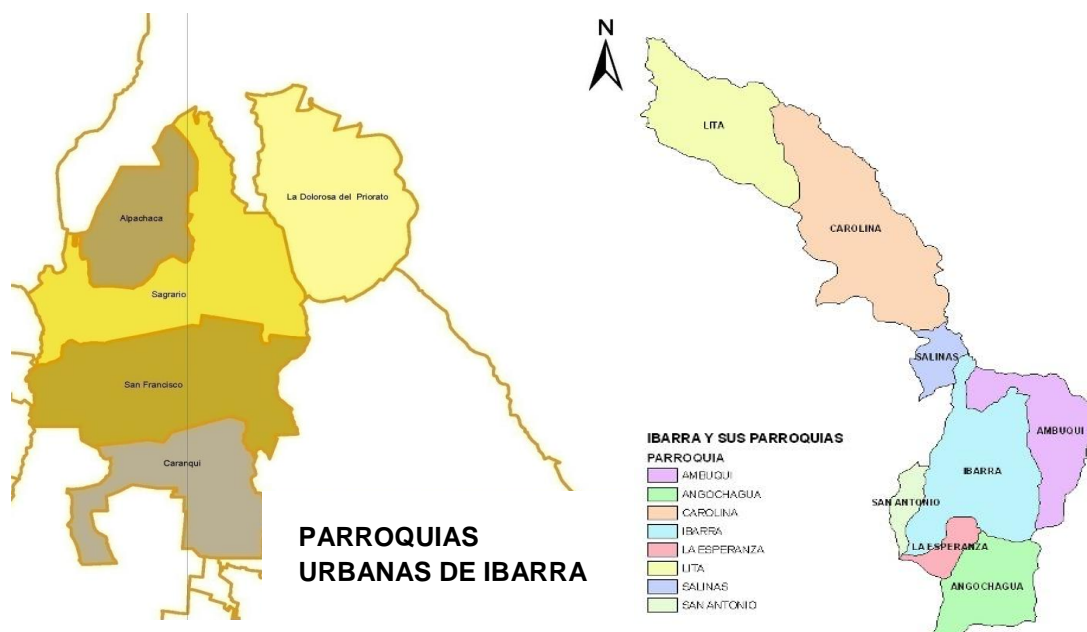 Alpachaca
La Dolorosa del Priorato
Sagrario
San Francisco
Caranqui
PARROQUIAS
URBANAS DE IBARRA
N
LITA
CAROLINA
SALINAS
AMBUQUI
IBARRA
SAN ANTONIO
LA ESPERANZA
ANGOCHAGUA
IBARRA Y SUS PARROQUIAS
PARROQUIA
AMBUQUI
ANGOCHAGUA
CAROLINA
IBARRA
LA ESPERANZA
LITA
SALINAS
SAN ANTONIO